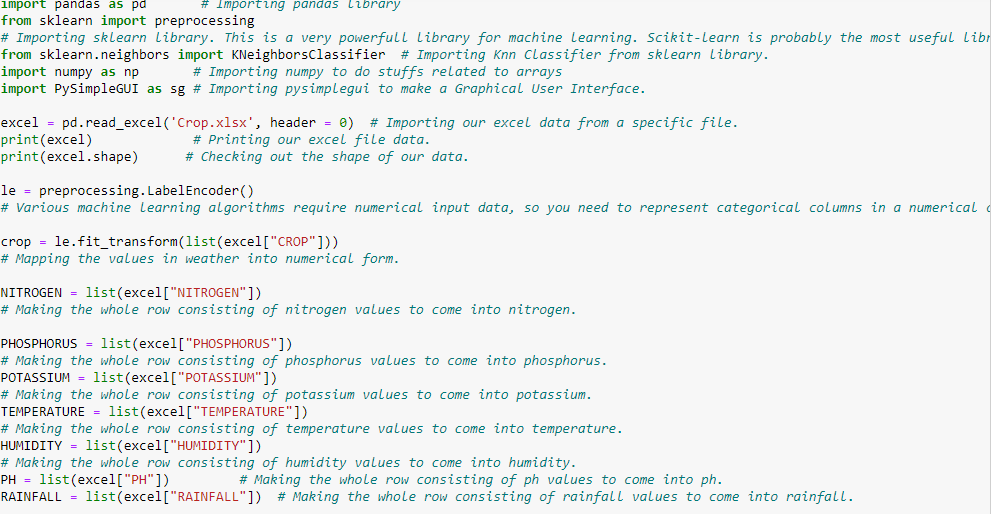 import pandas as pd # Importing pandas library
from sklearn import preprocessing
# Importing sklearn library. This is a very powerfull library for machine learning. Scikit-learn is probably the most useful libr
from sklearn.neighbors import KNeighborsClassifier # Importing Knn Classifier from sklearn library.
import numpy as np # Importing numpy to do stuffs related to arrays
import PySimpleGUI as sg # Importing pysimplegui to make a Graphical User Interface.
excel = pd.read_excel('Crop.xlsx', header = 0) # Importing our excel data from a specific file.
print(excel) # Printing our excel file data.
print(excel.shape) # Checking out the shape of our data.
le = preprocessing.LabelEncoder()
# Various machine learning algorithms require numerical input data, so you need to represent categorical columns in a numerical c
crop = le.fit_transform(list(excel["CROP"]))
# Mapping the values in weather into numerical form.
NITROGEN = list(excel["NITROGEN"])
# Making the whole row consisting of nitrogen values to come into nitrogen.
PHOSPHORUS = list(excel["PHOSPHORUS"])
# Making the whole row consisting of phosphorus values to come into phosphorus.
POTASSIUM = list(excel["POTASSIUM"])
# Making the whole row consisting of potassium values to come into potassium.
TEMPERATURE = list(excel["TEMPERATURE"])
# Making the whole row consisting of temperature values to come into temperature.
HUMIDITY = list(excel["HUMIDITY"])
# Making the whole row consisting of humidity values to come into humidity.
PH = list(excel["PH"]) # Making the whole row consisting of ph values to come into ph.
RAINFALL = list(excel["RAINFALL"]) # Making the whole row consisting of rainfall values to come into rainfall.